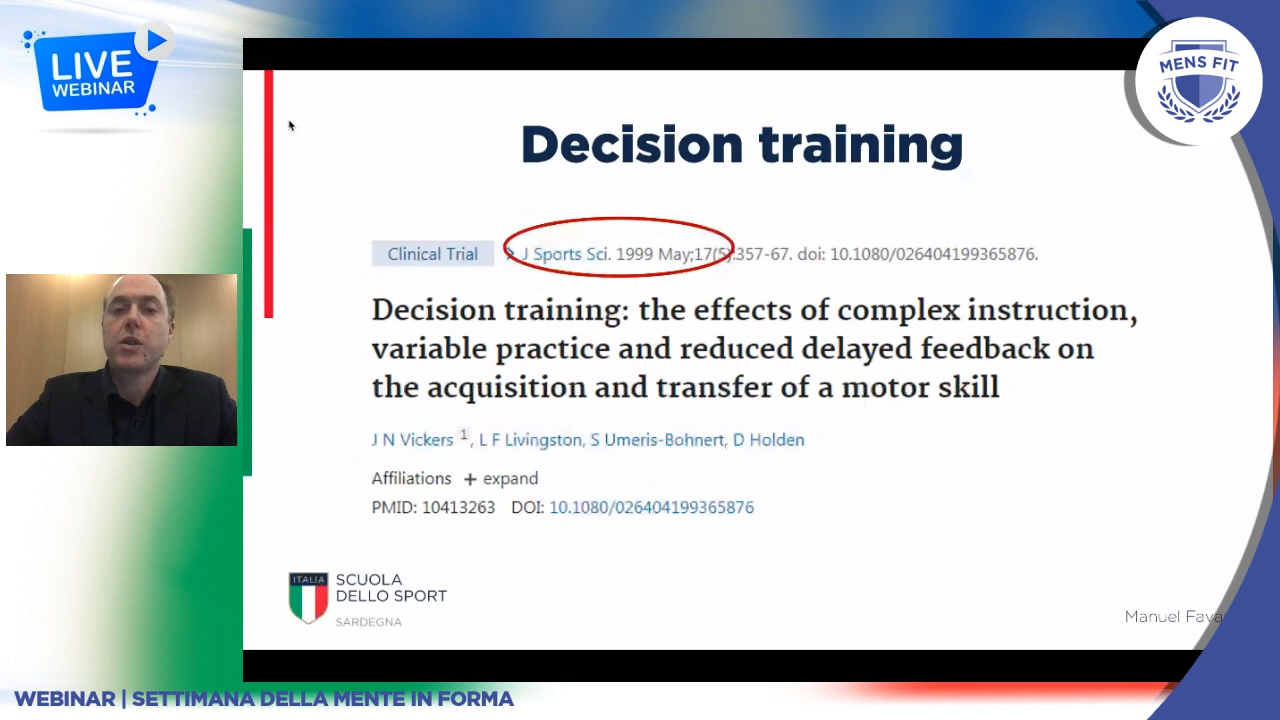 LIVE
WEBINAR
MENS FIT
Decision training
Clinical Trial > J Sports Sci. 1999 May;17(5):357-67. doi: 10.1080/026404199365876.
Decision training: the effects of complex instruction,
variable practice and reduced delayed feedback on
the acquisition and transfer of a motor skill
J N Vickers 1, L F Livingston, S Umeris-Bohnert, D Holden
Affiliations + expand
PMID: 10413263 DOI: 10.1080/026404199365876
ITALIA
SCUOLA
DELLO SPORT
SARDEGNA
Manuel Fava
WEBINAR | SETTIMANA DELLA MENTE IN FORMA